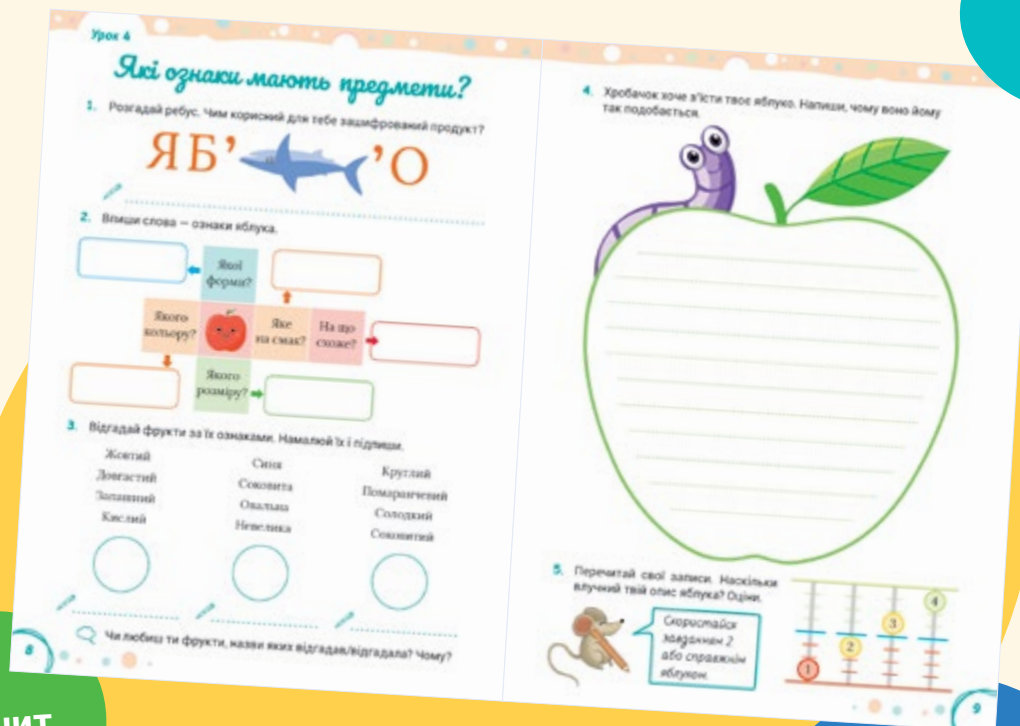 Урок 4
Які ознаки мають предмети?
1. Розгадай ребус. Чим корисний для тебе зашифрований продукт?
ЯБ’ ’О
2. Впиши слова — ознаки яблука.
Якої
форми?
Якого
кольору?
Яке
на смак?
На що
схоже?
Якого
розміру?
3. Відгадай фрукти за їх ознаками. Намалюй їх і підпиши.
Жовтий
Довгастий
Запашний
Кислий
Синя
Соковита
Овальна
Невелика
Круглий
Помаранчевий
Солодкий
Соковитий
Чи любиш ти фрукти, назви яких відгадав/відгадала? Чому?
8
4. Хробачок хоче з’їсти твоє яблуко. Напиши, чому воно йому
так подобається.
5. Перечитай свої записи. Наскільки
влучний твій опис яблука? Оціни.
Скористайся
завданням 2
або справжнім
яблуком.
1
2
3
4
9